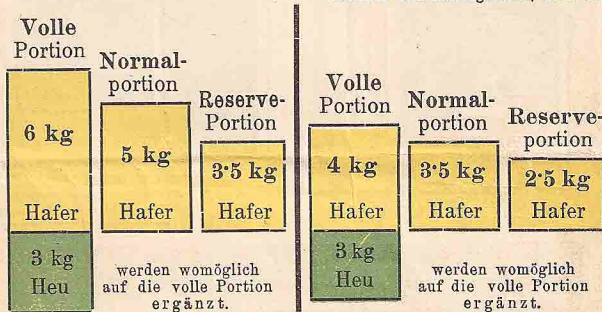 Volle
Portion
6 kg
Hafer
3 kg
Heu
Normal-
portion
5 kg
Hafer
Reserve-
Portion
3·5 kg
Hafer
werden womöglich
auf die volle Portion
ergänzt.
Volle
Portion
4 kg
Hafer
3 kg
Heu
Normal-
portion
3·5 kg
Hafer
Reserve-
portion
2·5 kg
Hafer
werden womöglich
auf die volle Portion
ergänzt.